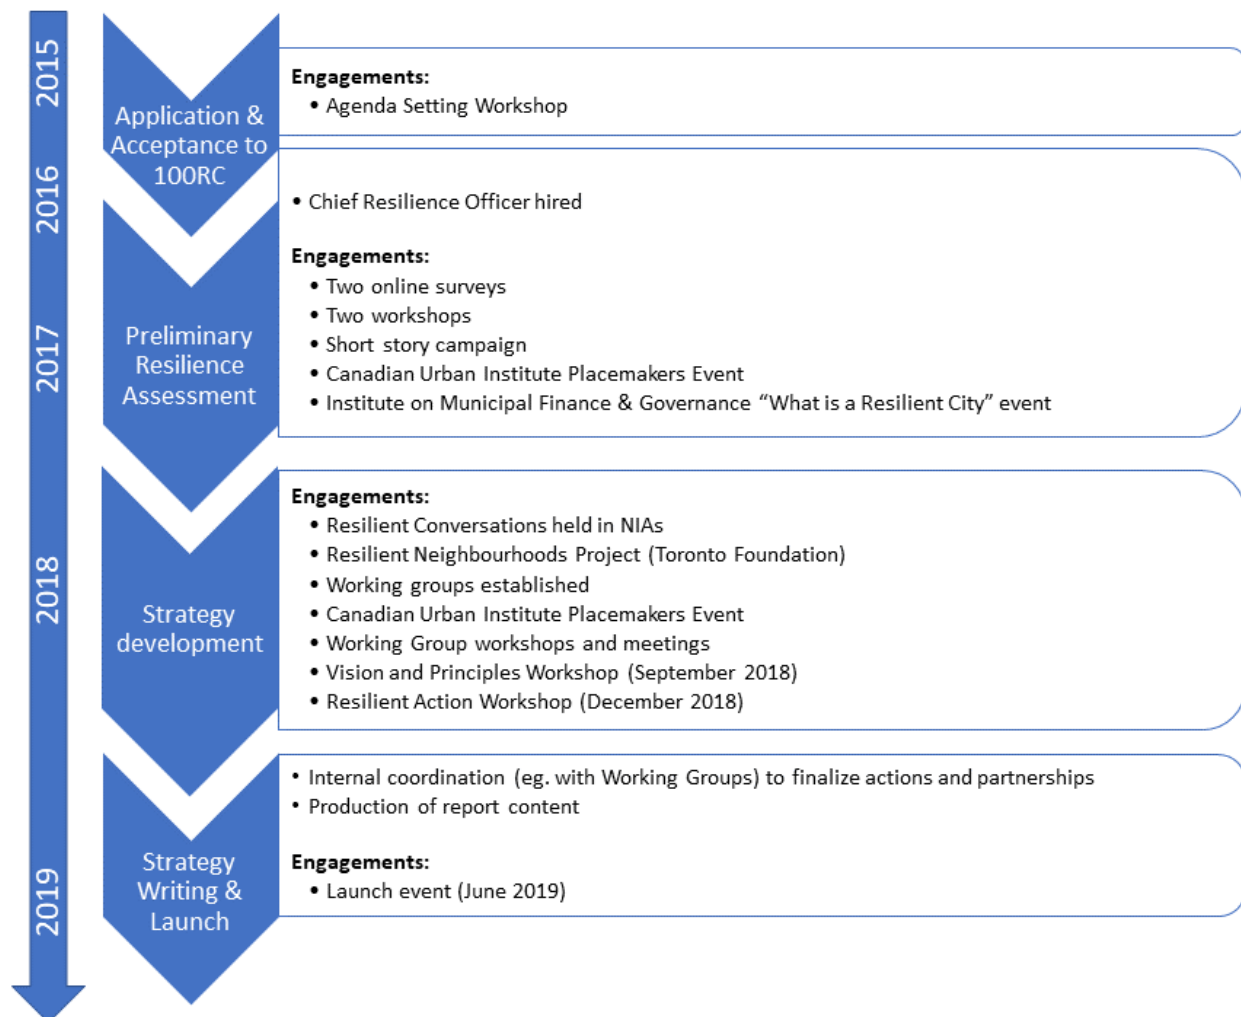 2015
Application &
Acceptance to
100RC
Engagements:
• Agenda Setting Workshop
2016
• Chief Resilience Officer hired
2017
Preliminary
Resilience
Assessment
Engagements:
• Two online surveys
• Two workshops
• Short story campaign
• Canadian Urban Institute Placemakers Event
• Institute on Municipal Finance & Governance “What is a Resilient City” event
2018
Strategy
development
Engagements:
• Resilient Conversations held in NIAs
• Resilient Neighbourhoods Project (Toronto Foundation)
• Working groups established
• Canadian Urban Institute Placemakers Event
• Working Group workshops and meetings
• Vision and Principles Workshop (September 2018)
• Resilient Action Workshop (December 2018)
2019
Strategy
Writing &
Launch
• Internal coordination (eg. with Working Groups) to finalize actions and partnerships
• Production of report content
Engagements:
• Launch event (June 2019)